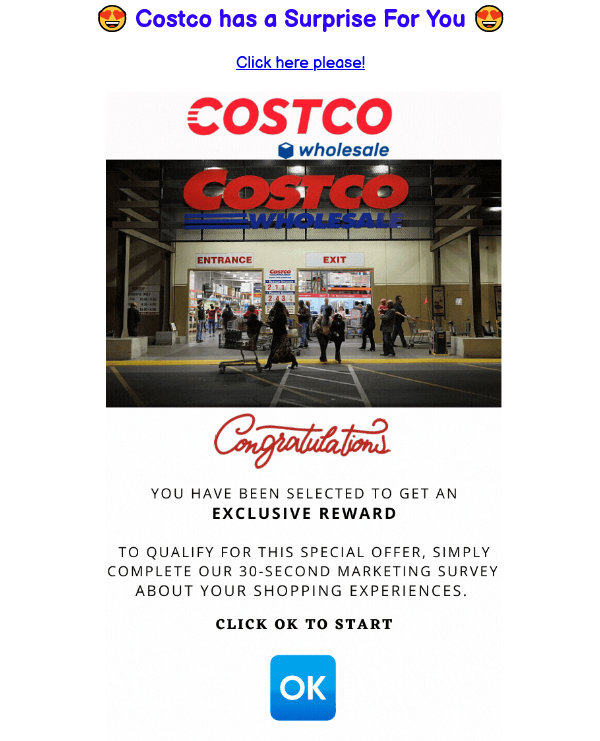 😍 Costco has a Surprise For You 😍
Click here please!
COSTCO
wholesale
COSTCO
WHOLESALE
ENTRANCE
EXIT
Costco
Congratulations
YOU HAVE BEEN SELECTED TO GET AN
EXCLUSIVE REWARD
TO QUALIFY FOR THIS SPECIAL OFFER, SIMPLY
COMPLETE OUR 30-SECOND MARKETING SURVEY
ABOUT YOUR SHOPPING EXPERIENCES.
CLICK OK TO START
OK